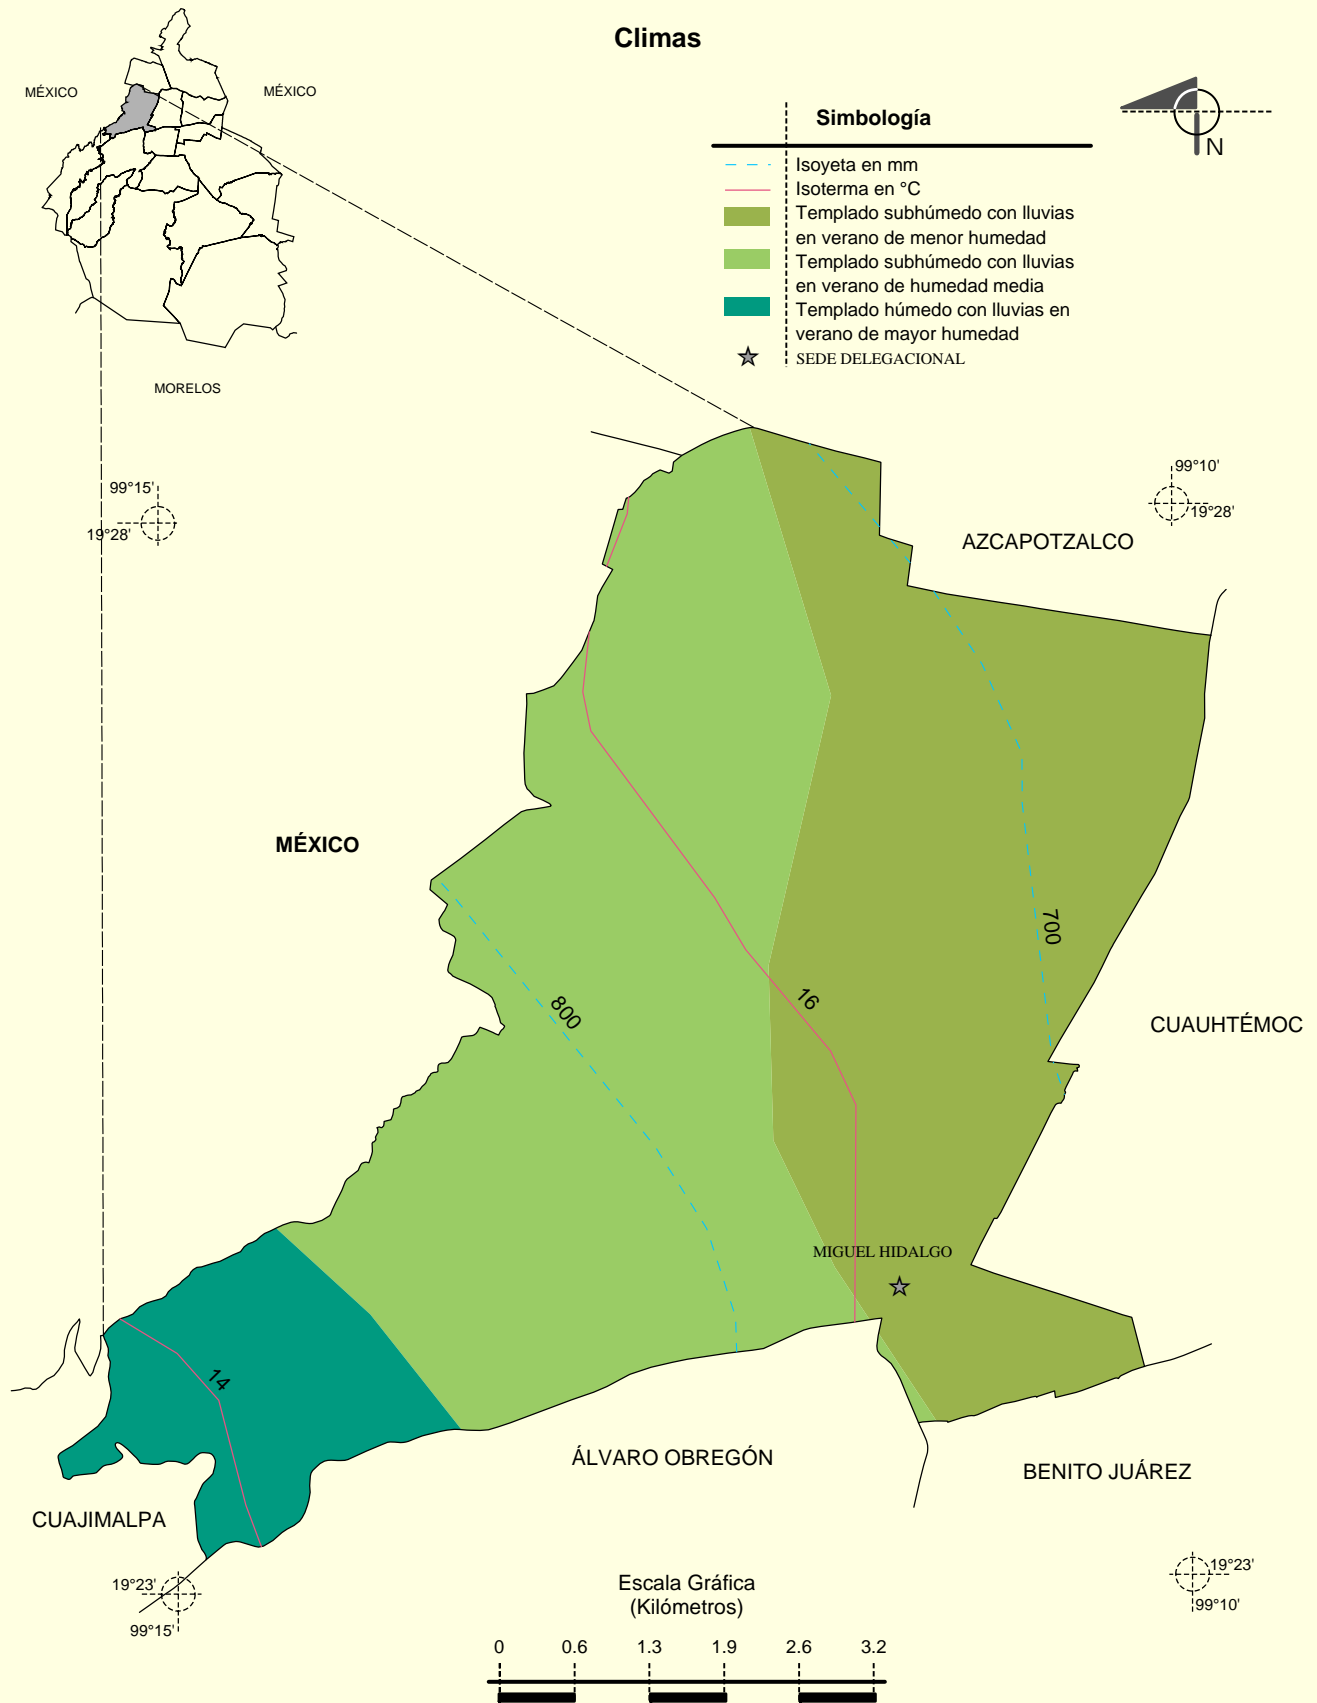 Climas
MÉXICO
MÉXICO
MORELOS
Simbología
Isoyeta en mm
Isoterma en °C
Templado subhúmedo con lluvias
en verano de menor humedad
Templado subhúmedo con lluvias
en verano de humedad media
Templado húmedo con lluvias en
verano de mayor humedad
SEDE DELEGACIONAL
N
99°15'
19°28'
99°10'
19°28'
AZCAPOTZALCO
MÉXICO
700
800
16
CUAUHTÉMOC
MIGUEL HIDALGO
14
ÁLVARO OBREGÓN
BENITO JUÁREZ
CUAJIMALPA
19°23'
99°15'
19°23'
99°10'
Escala Gráfica
(Kilómetros)
0 0.6 1.3 1.9 2.6 3.2